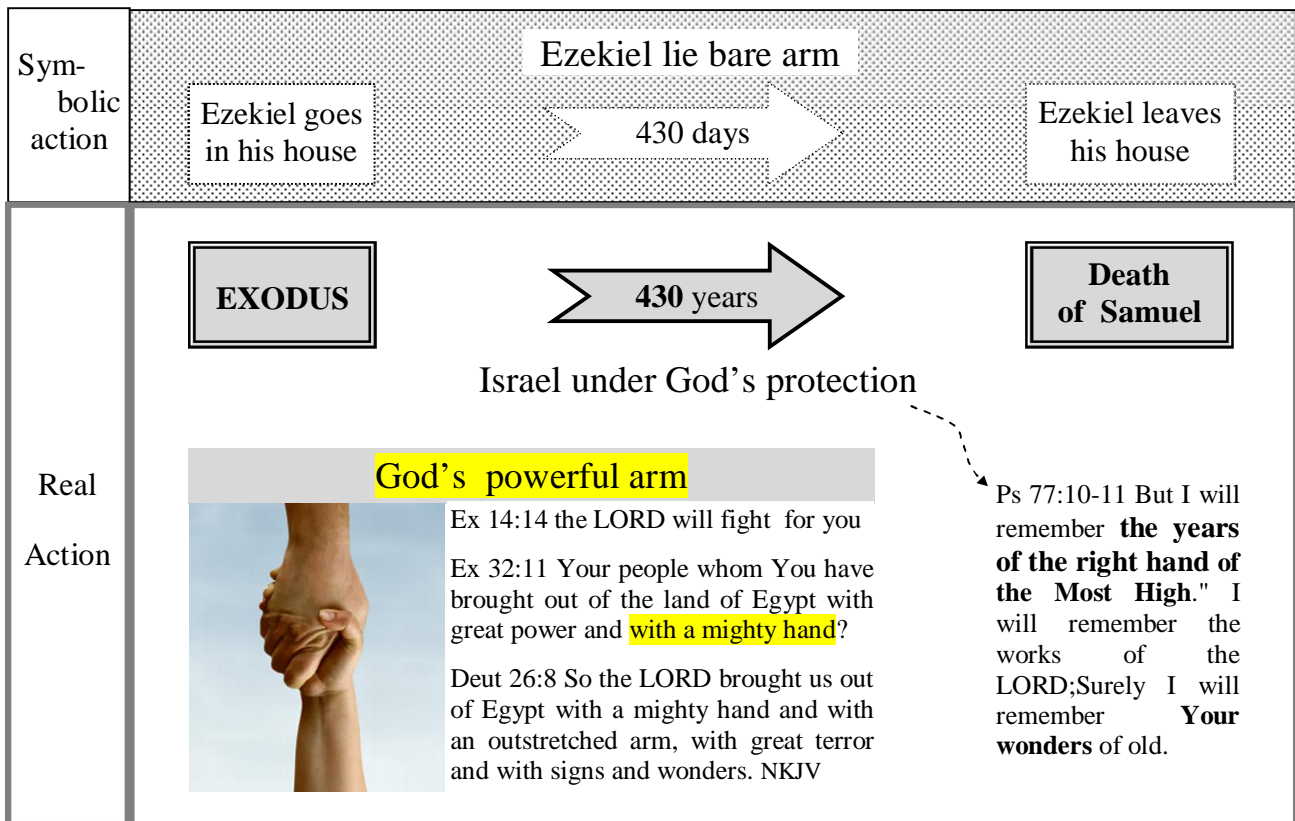 Sym-
bolic
action
Ezekiel lie bare arm
Ezekiel goes
in his house
430 days
Ezekiel leaves
his house
Real
Action
EXODUS
430 years
Death
of Samuel
Israel under God’s protection
God’s powerful arm
Ex 14:14 the LORD will fight for you
Ex 32:11 Your people whom You have
brought out of the land of Egypt with
great power and with a mighty hand?
Deut 26:8 So the LORD brought us out
of Egypt with a mighty hand and with
an outstretched arm, with great terror
and with signs and wonders. NKJV
Ps 77:10-11 But I will
remember the years
of the right hand of
the Most High." I
will remember the
works of the
LORD;Surely I will
remember Your
wonders of old.